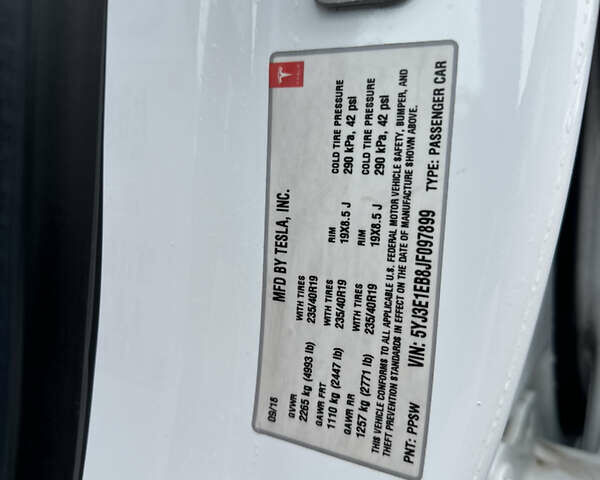 TESLA
09/18 MFD BY TESLA, INC.
GVWR WITH TIRES
2265 kg (4993 lb) 235/40R19
GAWR FRT WITH TIRES RIM COLD TIRE PRESSURE
1110 kg (2447 lb) 235/40R19 19X8.5 J 290 kPa, 42 psi
GAWR RR WITH TIRES RIM COLD TIRE PRESSURE
1257 kg (2771 lb) 235/40R19 19X8.5 J 290 kPa, 42 psi
THIS VEHICLE CONFORMS TO ALL APPLICABLE U.S. FEDERAL MOTOR VEHICLE SAFETY, BUMPER, AND
THEFT PREVENTION STANDARDS IN EFFECT ON THE DATE OF MANUFACTURE SHOWN ABOVE.
PNT: PPSW VIN: 5YJ3E1EB8JF097899 TYPE: PASSENGER CAR